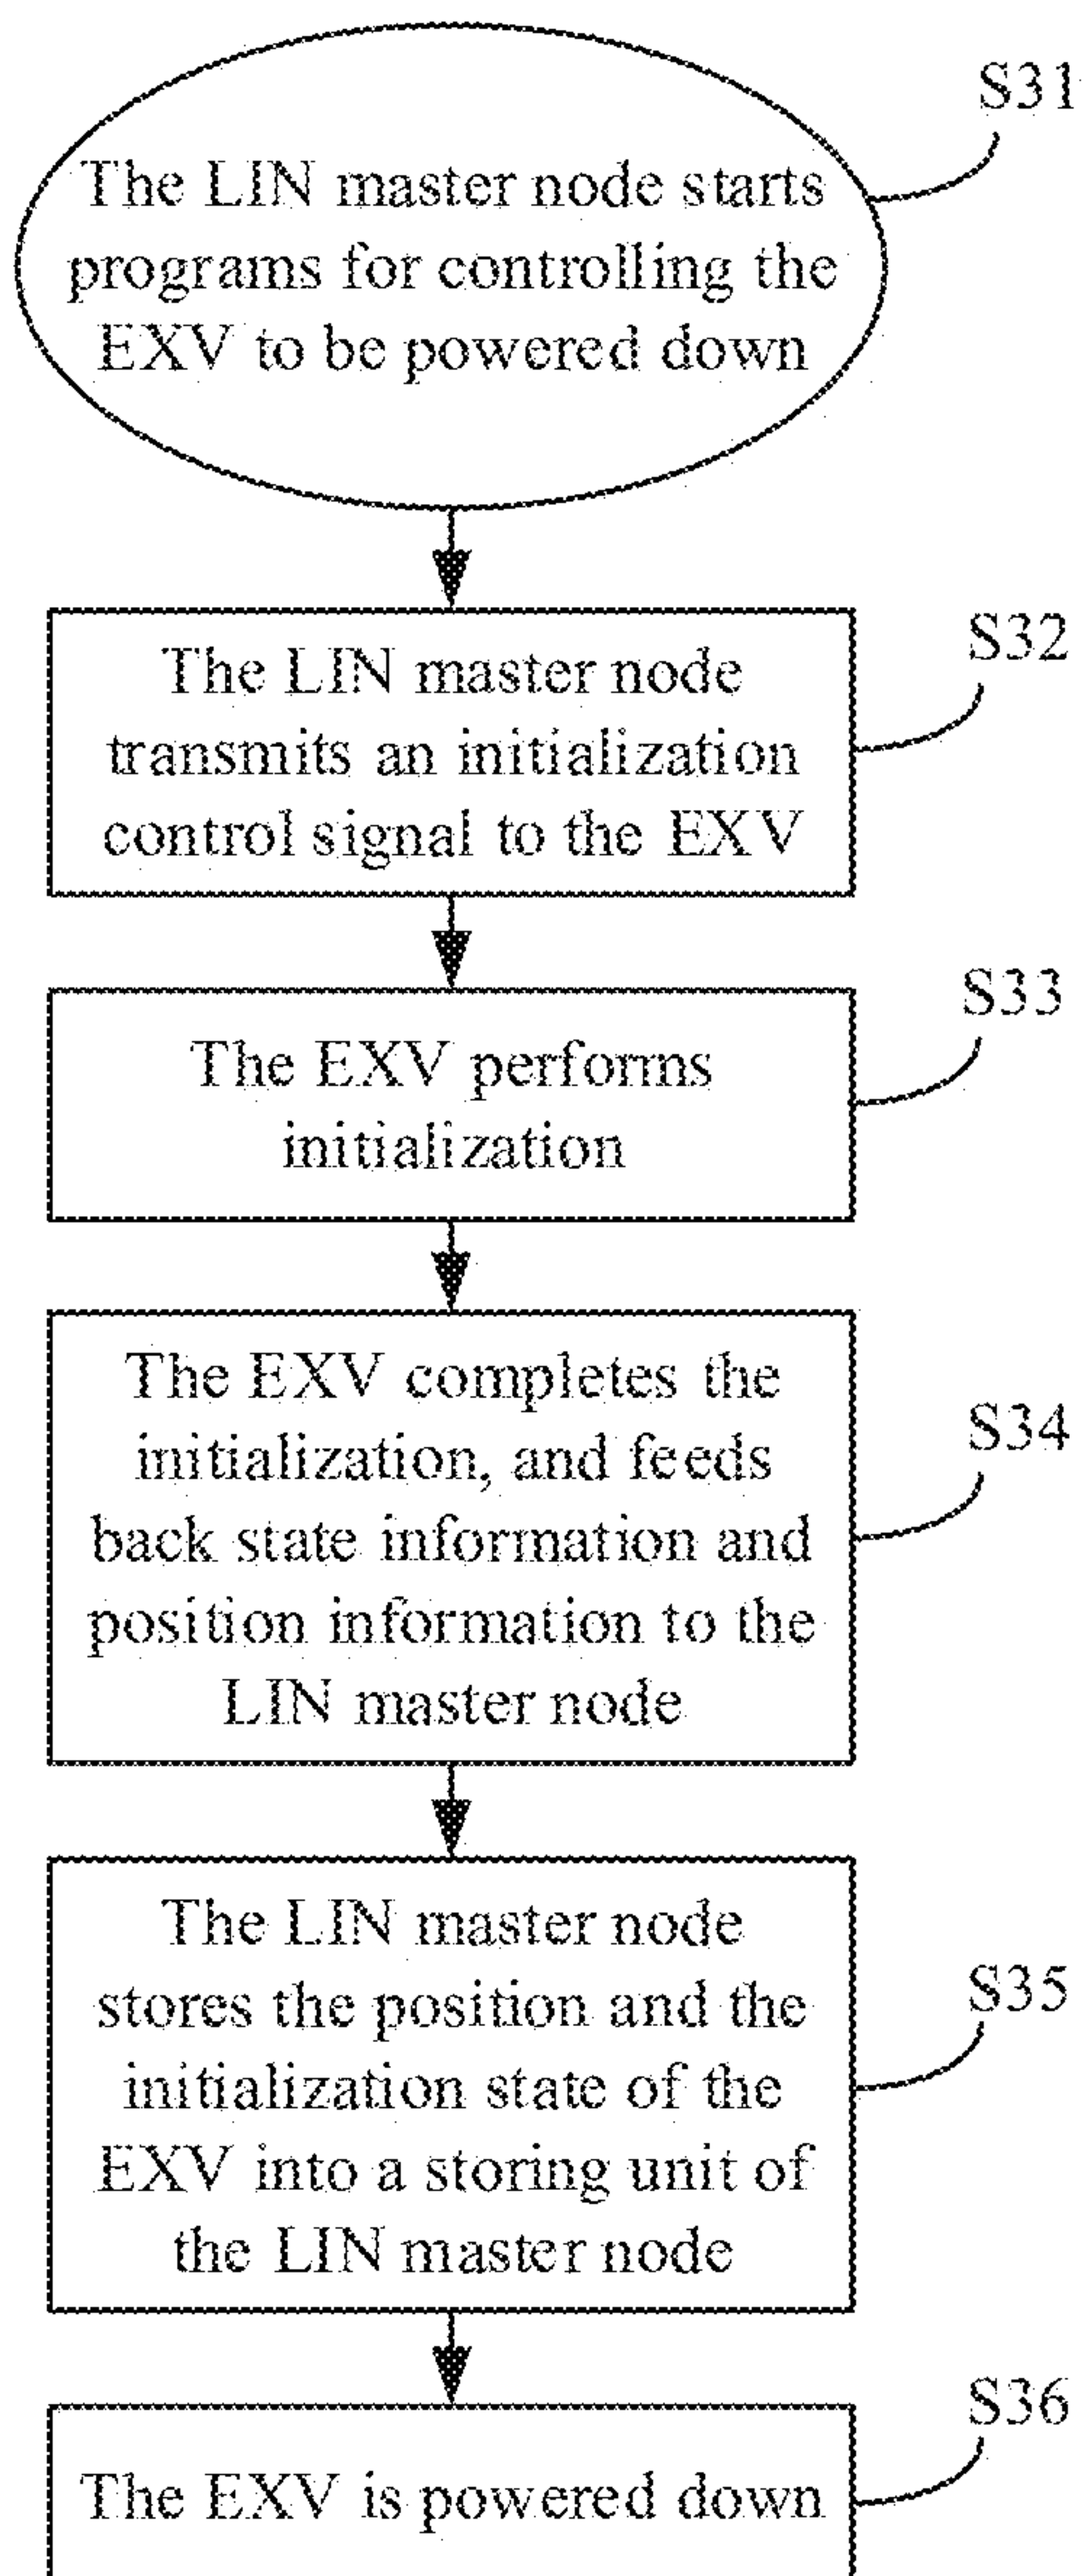 S31
The LIN master node starts
programs for controlling the
EXV to be powered down
S32
The LIN master node
transmits an initialization
control signal to the EXV
S33
The EXV performs
initialization
S34
The EXV completes the
initialization, and feeds
back state information and
position information to the
LIN master node
S35
The LIN master node
stores the position and the
initialization state of the
EXV into a storing unit of
the LIN master node
S36
The EXV is powered down